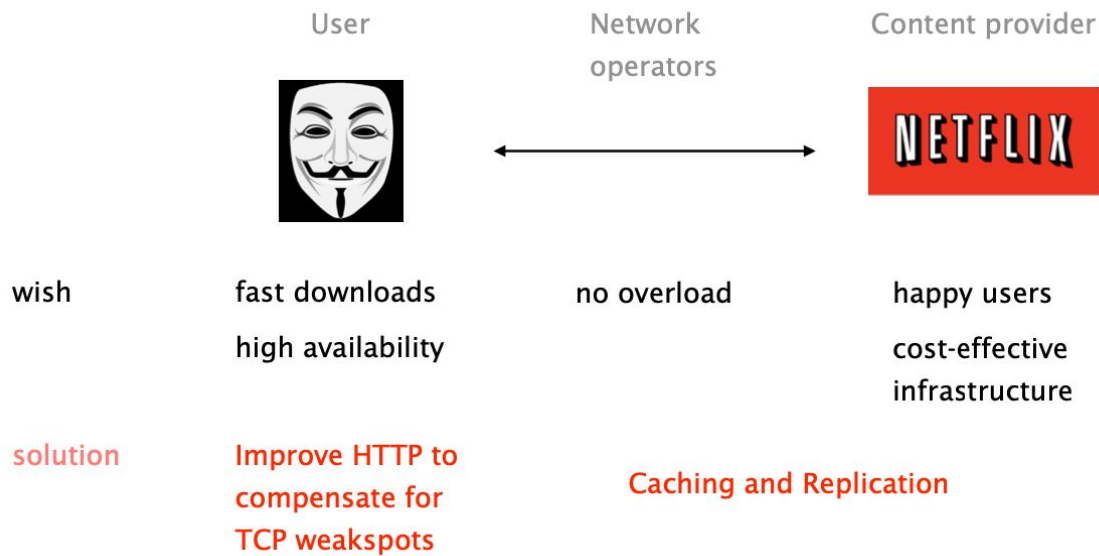 User
Network
operators
Content provider
NETFLIX
wish
fast downloads
high availability
no overload
happy users
cost-effective
infrastructure
solution
Improve HTTP to
compensate for
TCP weakspots
Caching and Replication